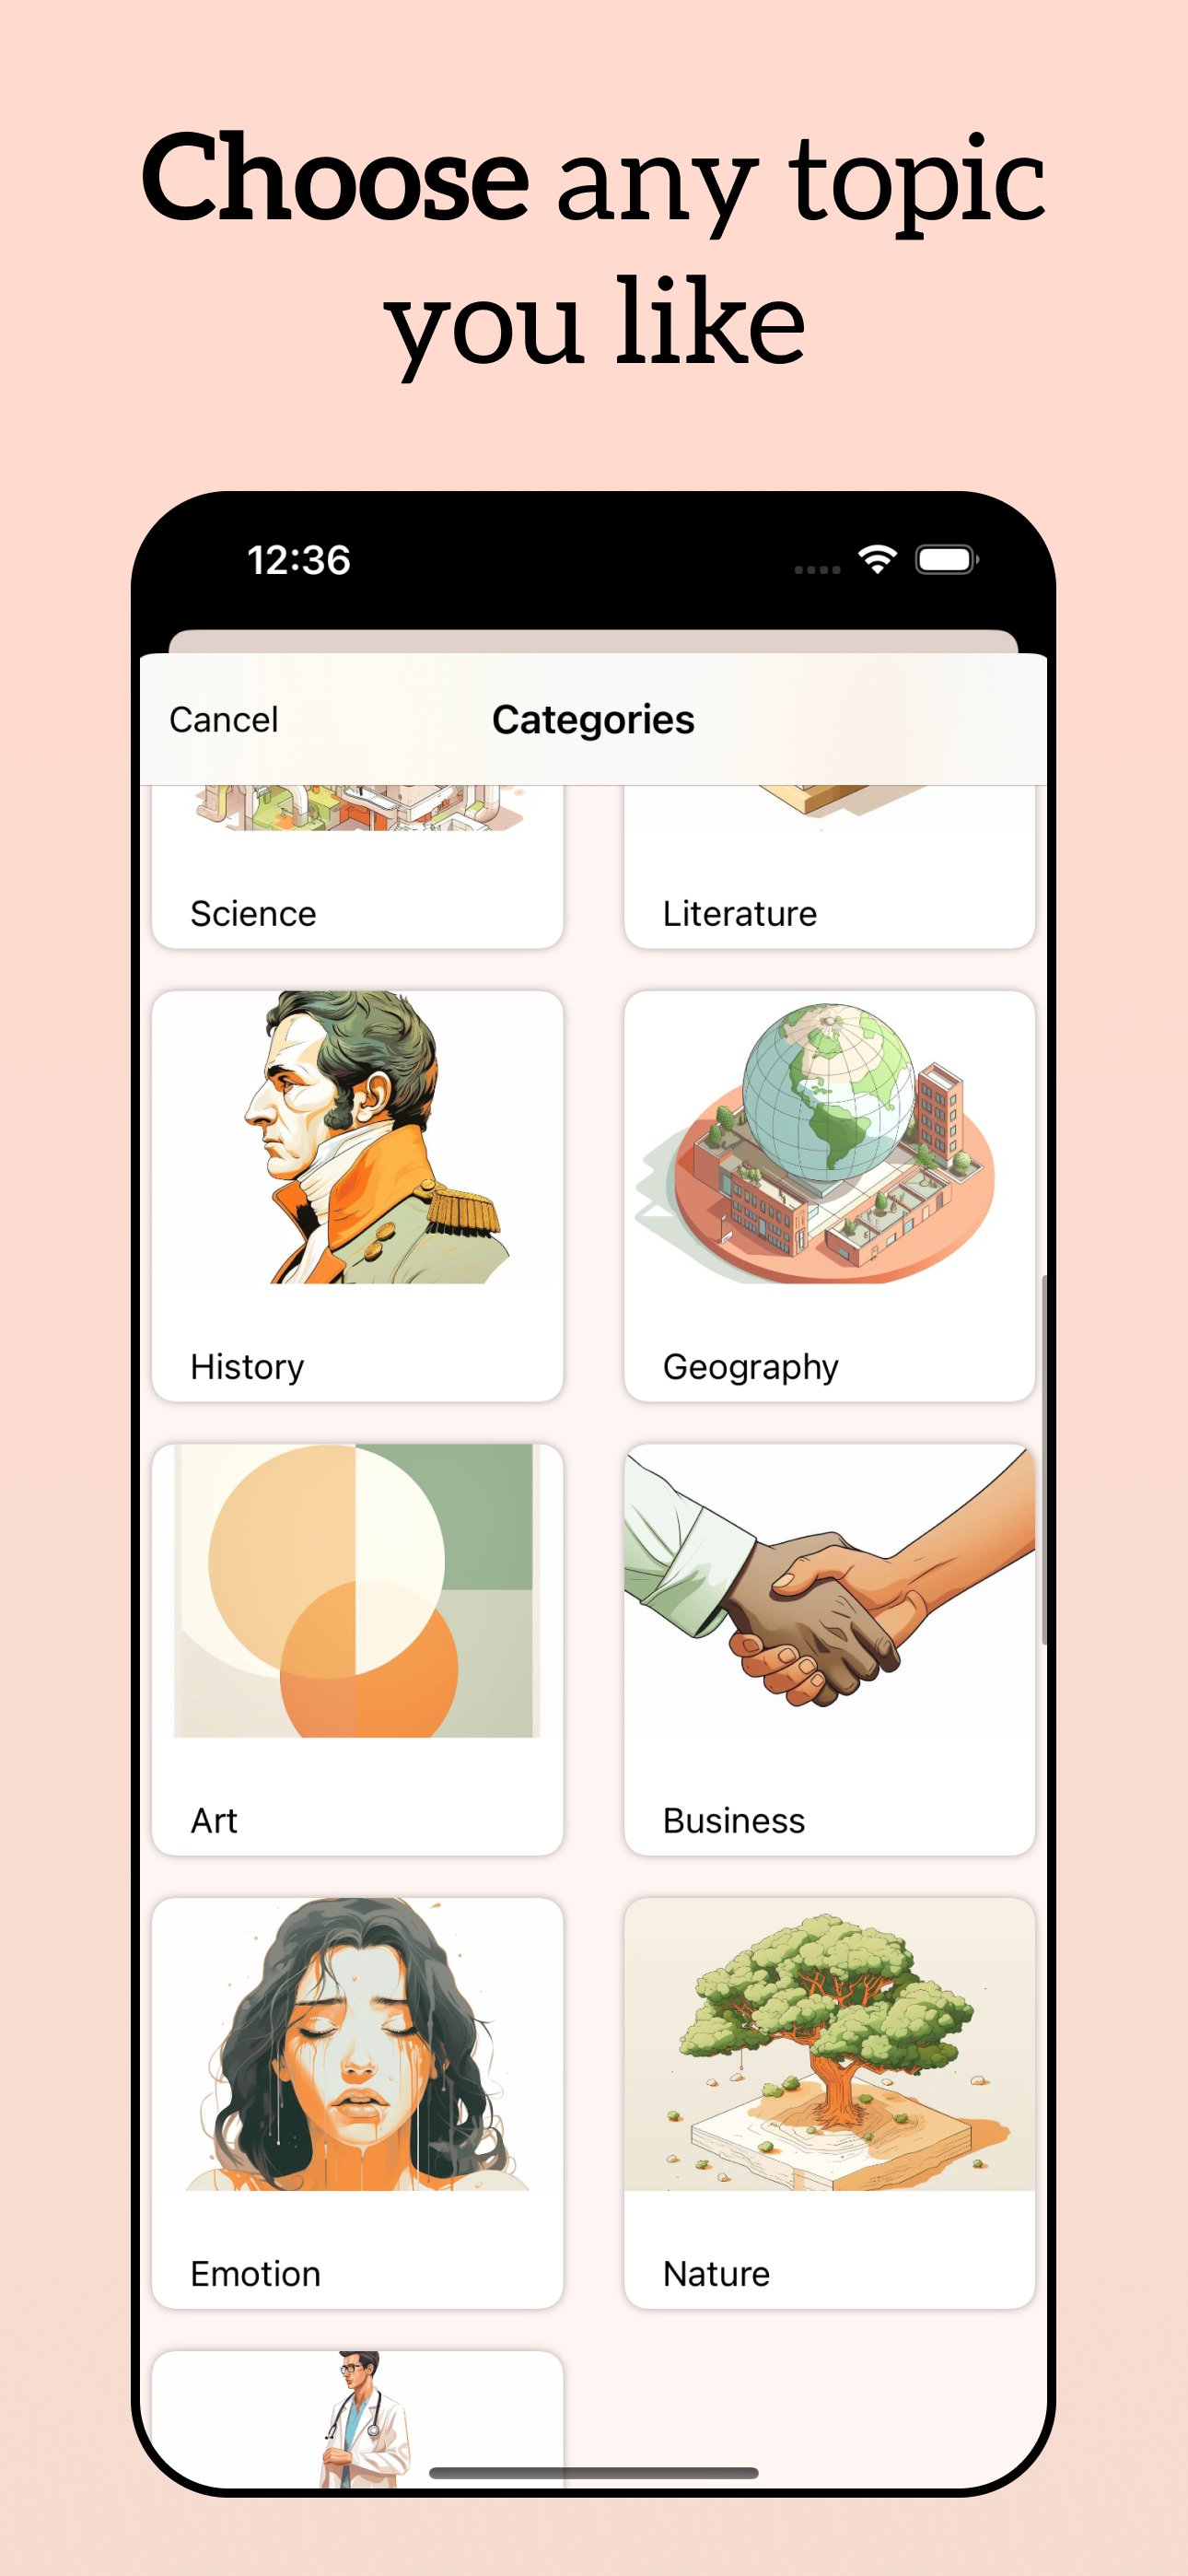 Choose any topic
you like
12:36
Cancel
Categories
Science
Literature
History
Geography
Art
Business
Emotion
Nature